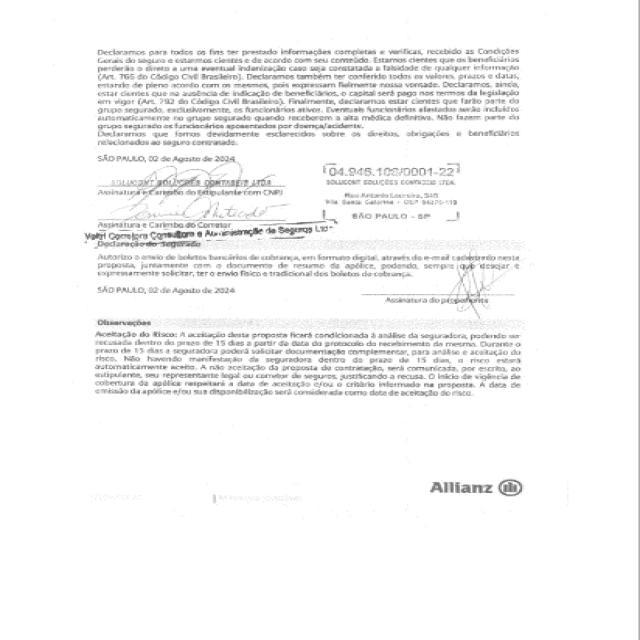 Declaramos para todos os fins ter prestado informações completas e verificas, recebido as Condições
Gerais do seguro e estarmos cientes e de acordo com seu conteúdo. Estamos cientes que os beneficiários
perderão o direto a uma eventual indenização caso seja constatada a falsidade de qualquer informação
(Art. 765 do Código Civil Brasileiro). Declaramos também ter conferido todos os valores, prazos e datas,
estando de pleno acordo com os mesmos, pois expressam fielmente nossa vontade. Declaramos, ainda,
estar cientes que na ausência de indicação de beneficiários, o capital será pago nos termos da legislação
em vigor (Art. 792 do Código Civil Brasileiro). Finalmente, declaramos estar cientes que farão parte do
grupo segurado, exclusivamente, os funcionários ativos. Eventuais funcionários afastados serão incluídos
automaticamente no grupo segurado quando receberem a alta médica definitiva. Não fazem parte do
grupo segurado os funcionários aposentados por doença/acidente.
Declaramos que fomos devidamente esclarecidos sobre os direitos, obrigações e beneficiários
relacionados ao seguro contratado.
SÃO PAULO, 02 de Agosto de 2024
04.945.108/0001-22
SOLUCONT SOLUÇÕES CONTÁBEIS LTDA
SOLUCONT SOLUÇÕES CONTÁBEIS LTDA.
Assinatura e Carimbo do Estipulante com CNPJ
SÃO PAULO - SP
Assinatura e Carimbo do Corretor
Corretora Consultora e Administração de Seguros Ltda
Declaração do Segurado
Autorizo o envio de boletos bancários de cobrança, em formato digital, através do e-mail cadastrado nesta
proposta, juntamente com o documento de resumo da apólice, podendo, sempre que desejar e
expressamente solicitar, ter o envio físico e tradicional dos boletos de cobrança.
SÃO PAULO, 02 de Agosto de 2024
Assinatura do proponente
Observações
Aceitação do Risco: A aceitação desta proposta ficará condicionada à análise da seguradora, podendo ser
recusada dentro do prazo de 15 dias a partir da data do protocolo do recebimento da mesma. Durante o
prazo de 15 dias a seguradora poderá solicitar documentação complementar, para análise e aceitação do
risco. Não havendo manifestação da seguradora dentro do prazo de 15 dias, o risco estará
automaticamente aceito. A não aceitação da proposta de contratação, será comunicada, por escrito, ao
estipulante, seu representante legal ou corretor de seguros, justificando a recusa. O início de vigência de
cobertura da apólice respeitará a data de aceitação e/ou o critério informado na proposta. A data de
emissão da apólice e/ou sua disponibilização será considerada como data de aceitação do risco.
Allianz